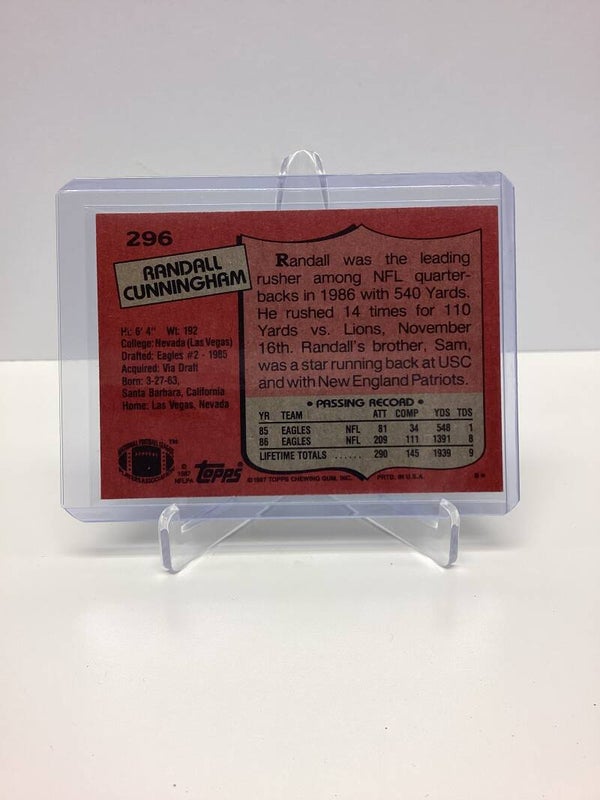 296
RANDALL
CUNNINGHAM
Ht: 6' 4" Wt: 192
College: Nevada (Las Vegas)
Drafted: Eagles #2 - 1985
Acquired: Via Draft
Born: 3-27-63,
Santa Barbara, California
Home: Las Vegas, Nevada
TM
© 1987
NFLPA
Topps
Randall was the leading
rusher among NFL quarter-
backs in 1986 with 540 Yards.
He rushed 14 times for 110
Yards vs. Lions, November
16th. Randall's brother, Sam,
was a star running back at USC
and with New England Patriots.
• PASSING RECORD •
YR TEAM ATT COMP YDS TDS
85 EAGLES NFL 81 34 548 1
86 EAGLES NFL 209 111 1391 8
LIFETIME TOTALS ...... 290 145 1939 9
© 1987 TOPPS CHEWING GUM, INC. PRTD. IN U.S.A.